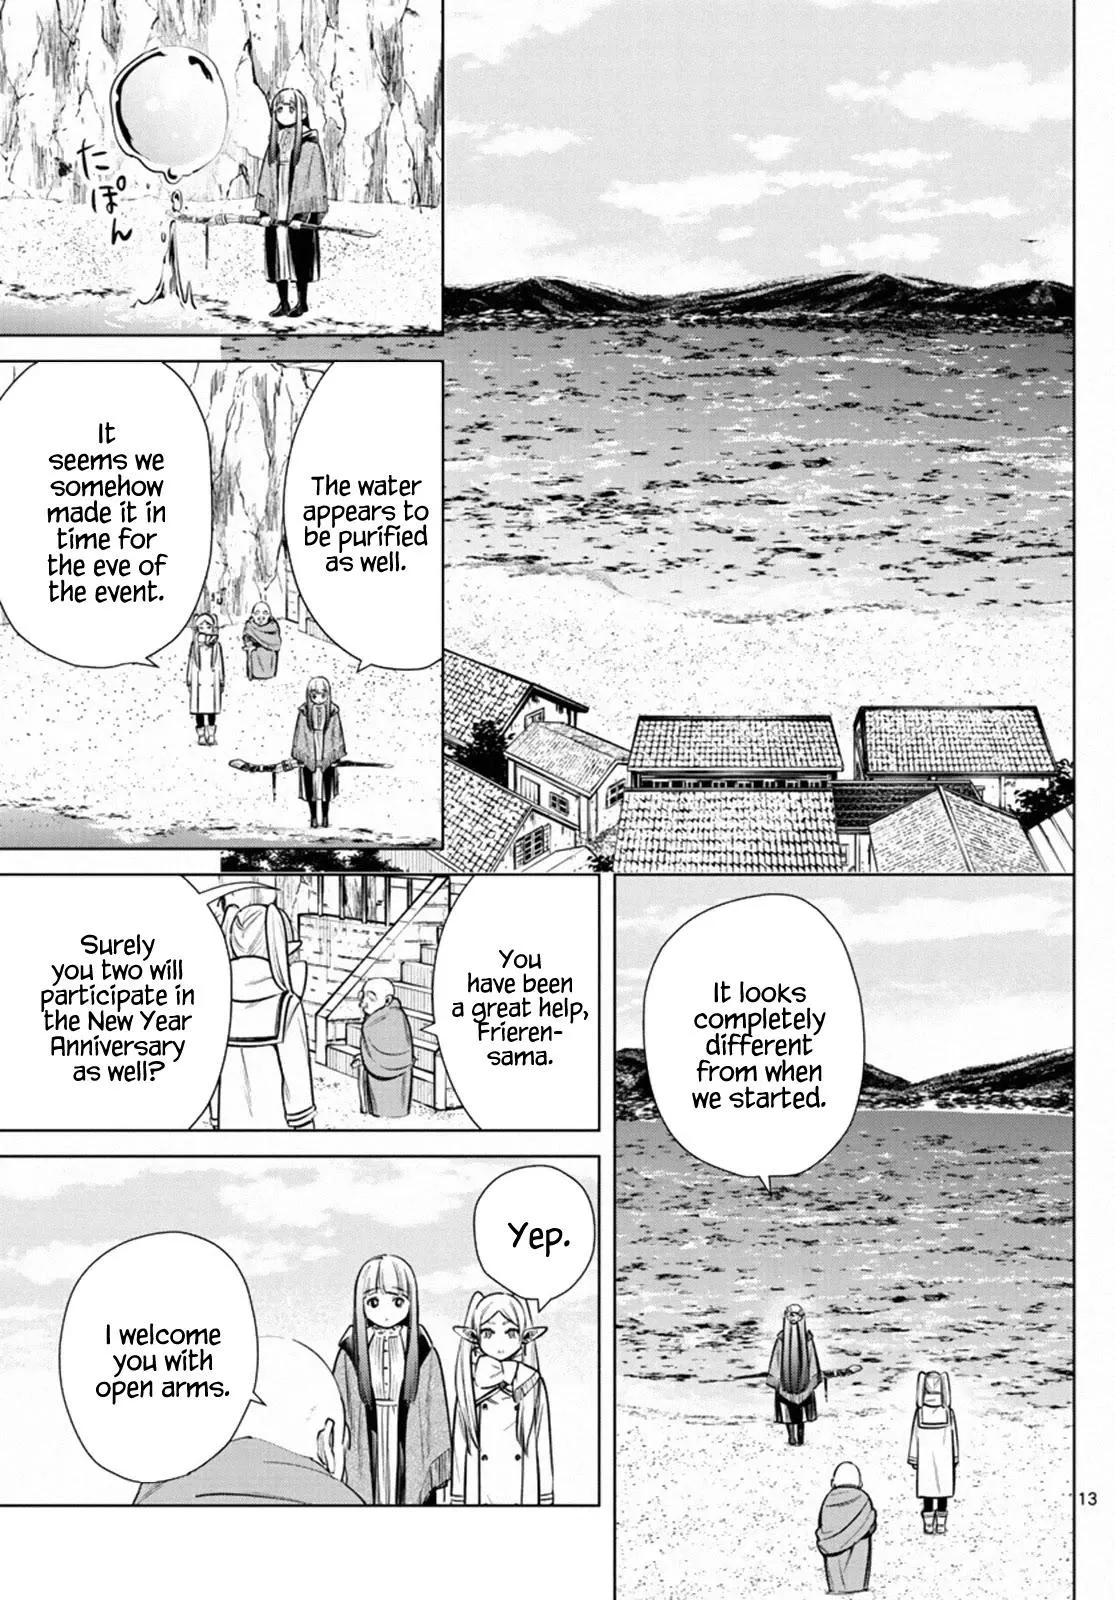 たぽん
The water
appears to
be purified
as well.
It
seems we
somehow
made it in
time for
the eve of
the event.
It looks
completely
different
from when
we started.
You
have been
a great help,
Frieren-
sama.
Surely
you two will
participate in
the New Year
Anniversary
as well?
Yep.
I welcome
you with
open arms.
13